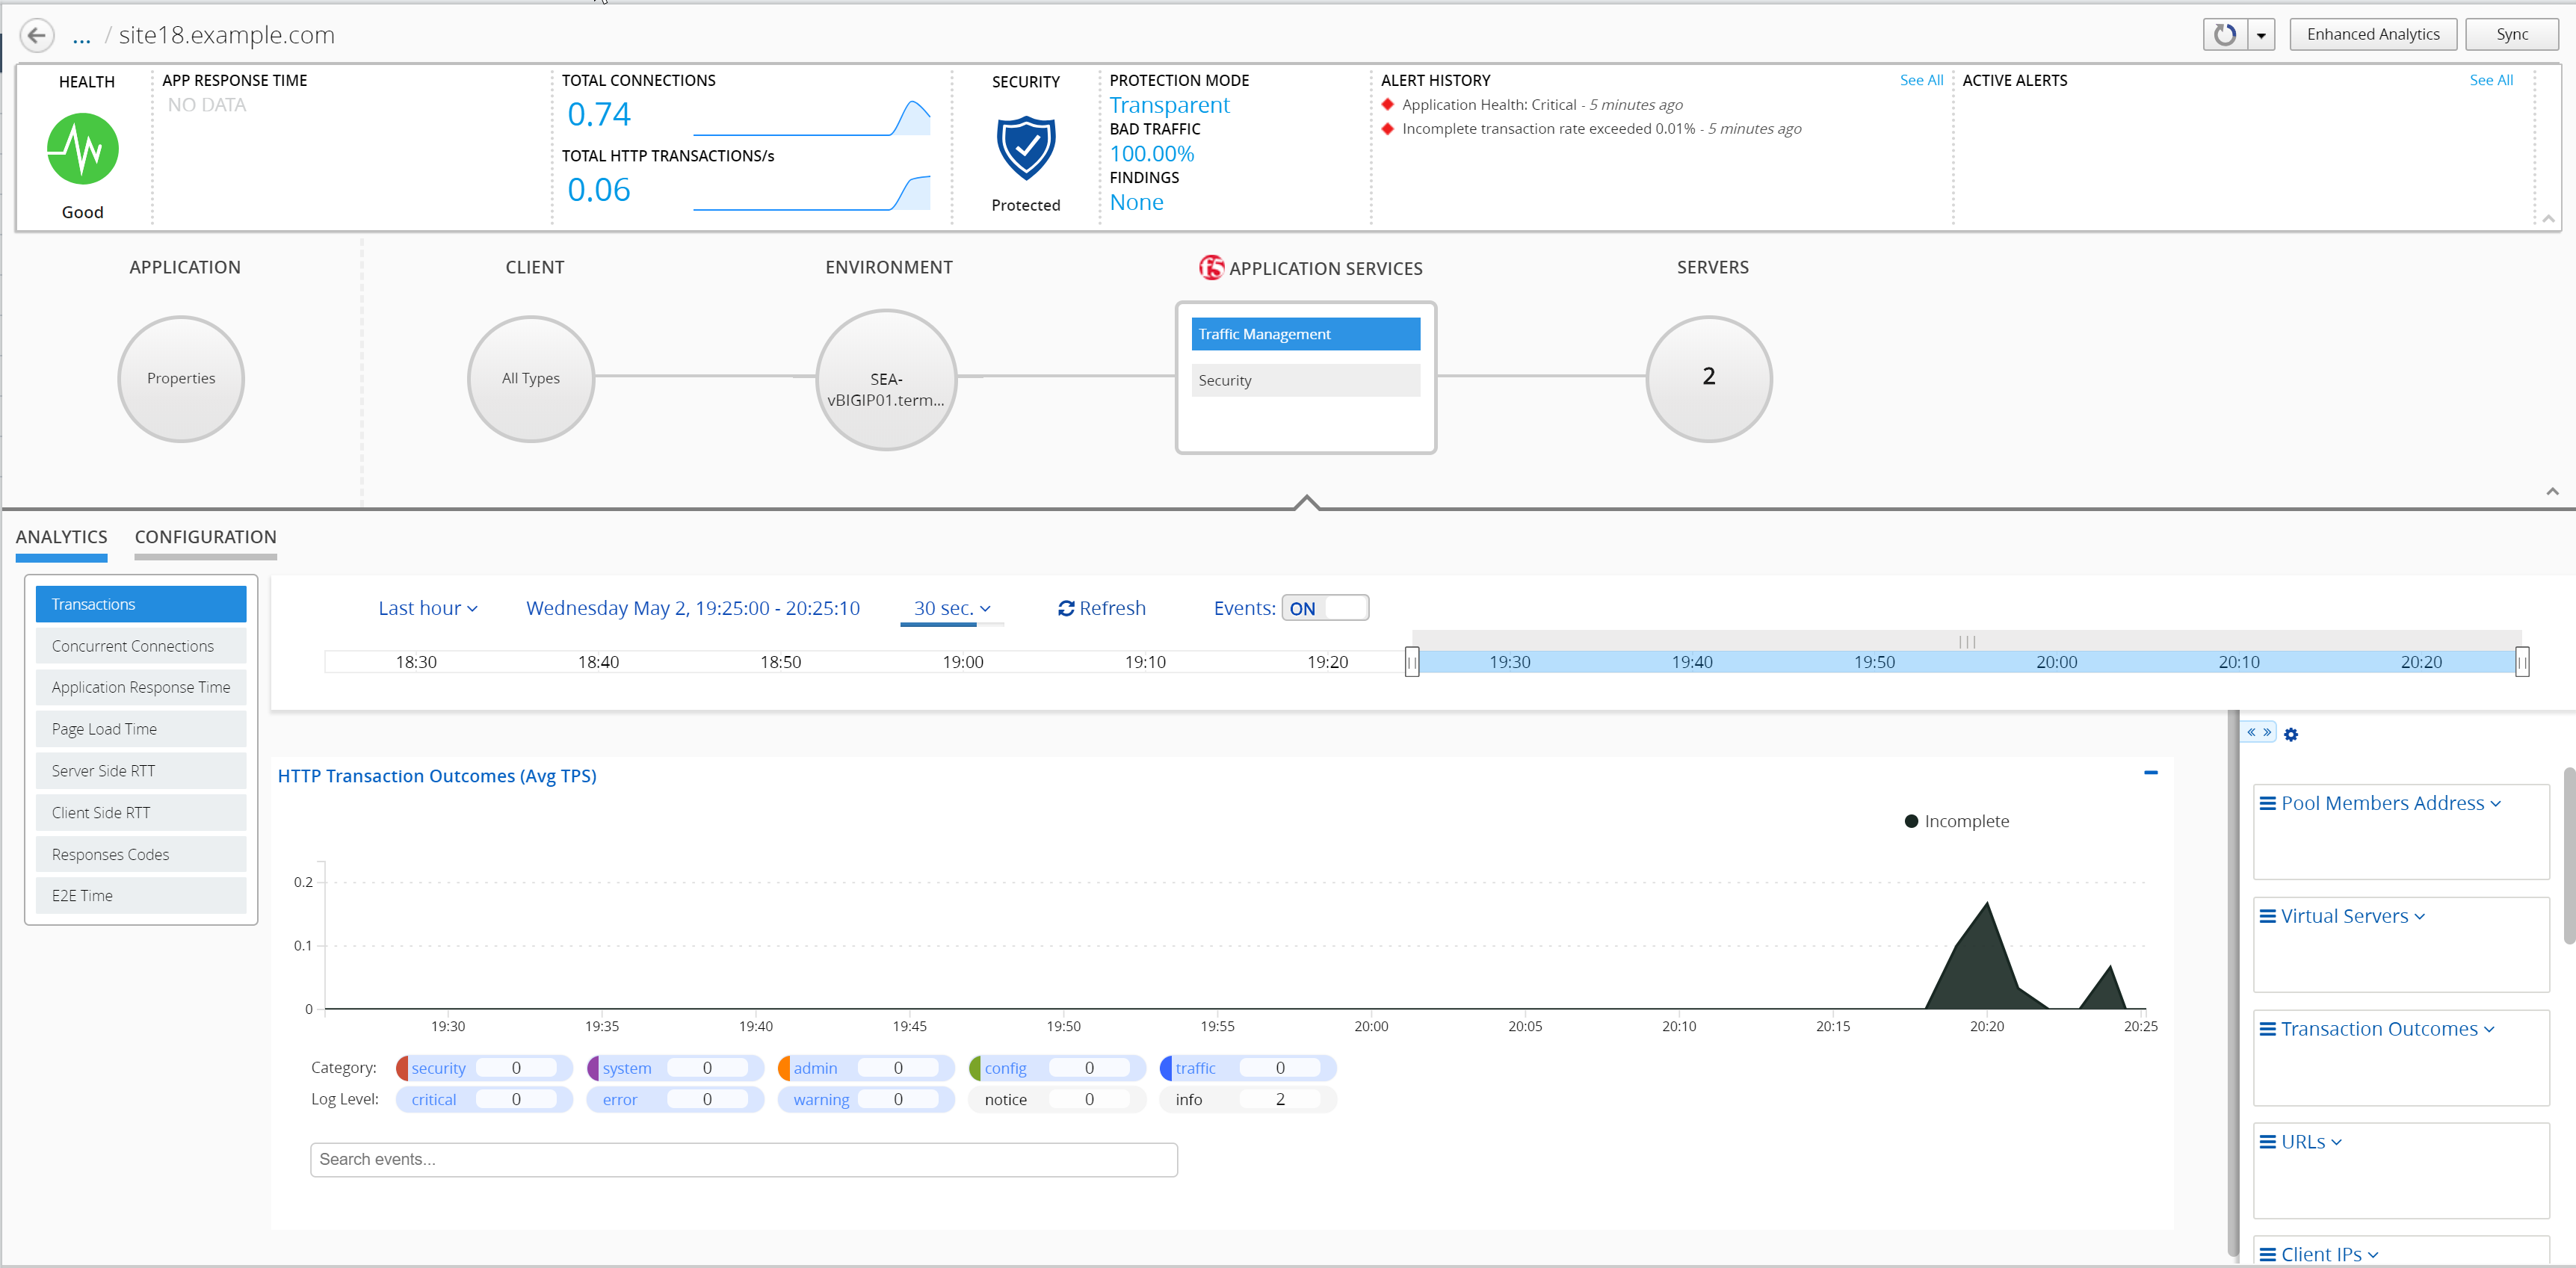 ... / site18.example.com
Enhanced Analytics
Sync
HEALTH
Good
APP RESPONSE TIME
NO DATA
TOTAL CONNECTIONS
0.74
TOTAL HTTP TRANSACTIONS/s
0.06
SECURITY
Protected
PROTECTION MODE
Transparent
BAD TRAFFIC
100.00%
FINDINGS
None
ALERT HISTORY
See All
Application Health: Critical - 5 minutes ago
Incomplete transaction rate exceeded 0.01% - 5 minutes ago
ACTIVE ALERTS
See All
APPLICATION
CLIENT
ENVIRONMENT
f5 APPLICATION SERVICES
SERVERS
Properties
All Types
SEA-
vBIGIP01.term...
Traffic Management
Security
2
ANALYTICS
CONFIGURATION
Transactions
Concurrent Connections
Application Response Time
Page Load Time
Server Side RTT
Client Side RTT
Responses Codes
E2E Time
Last hour
Wednesday May 2, 19:25:00 - 20:25:10
30 sec.
Refresh
Events: ON
18:30 18:40 18:50 19:00 19:10 19:20 19:30 19:40 19:50 20:00 20:10 20:20
HTTP Transaction Outcomes (Avg TPS)
Incomplete
0.2
0.1
0
19:30 19:35 19:40 19:45 19:50 19:55 20:00 20:05 20:10 20:15 20:20 20:25
Category: security 0 system 0 admin 0 config 0 traffic 0
Log Level: critical 0 error 0 warning 0 notice 0 info 2
Search events...
« »
Pool Members Address
Virtual Servers
Transaction Outcomes
URLs
Client IPs